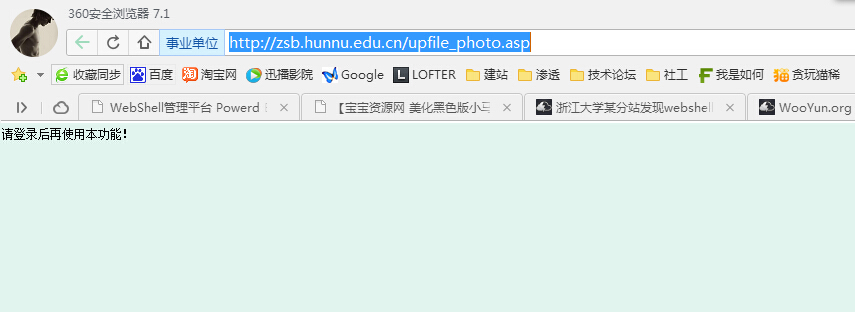 360安全浏览器 7.1
事业单位 http://zsb.hunnu.edu.cn/upfile_photo.asp
收藏同步 百度 淘宝网 迅播影院 Google LOFTER 建站 渗透 技术论坛 社工 我是如何 贪玩猫稀
WebShell管理平台 Powerd 【宝宝资源网 美化黑色版小马 浙江大学某分站发现webshell WooYun.org
请登录后再使用本功能！